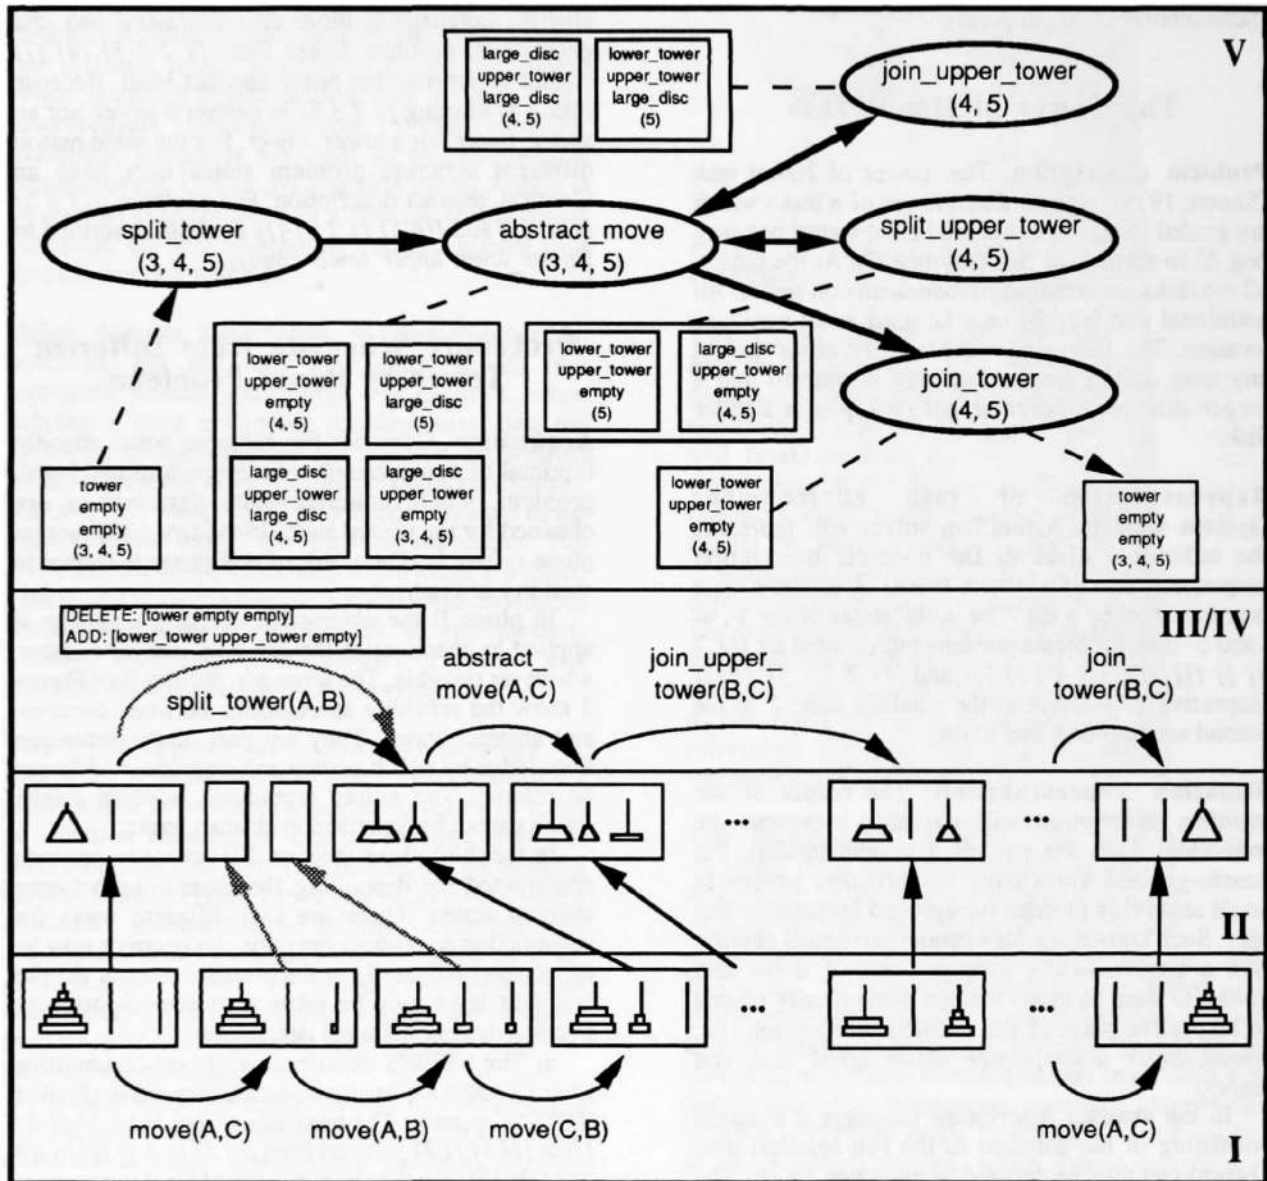 V
large_disc
upper_tower
large_disc
(4, 5)
lower_tower
upper_tower
large_disc
(5)
join_upper_tower
(4, 5)
split_tower
(3, 4, 5)
abstract_move
(3, 4, 5)
split_upper_tower
(4, 5)
lower_tower
upper_tower
empty
(4, 5)
lower_tower
upper_tower
large_disc
(5)
large_disc
upper_tower
large_disc
(4, 5)
large_disc
upper_tower
empty
(3, 4, 5)
lower_tower
upper_tower
empty
(5)
large_disc
upper_tower
empty
(4, 5)
join_tower
(4, 5)
tower
empty
empty
(3, 4, 5)
lower_tower
upper_tower
empty
(4, 5)
tower
empty
empty
(3, 4, 5)
III/IV
DELETE: [tower empty empty]
ADD: [lower_tower upper_tower empty]
split_tower(A,B)
abstract_
move(A,C)
join_upper_
tower(B,C)
join_
tower(B,C)
...
...
II
...
...
move(A,C)
move(A,B)
move(C,B)
move(A,C)
I